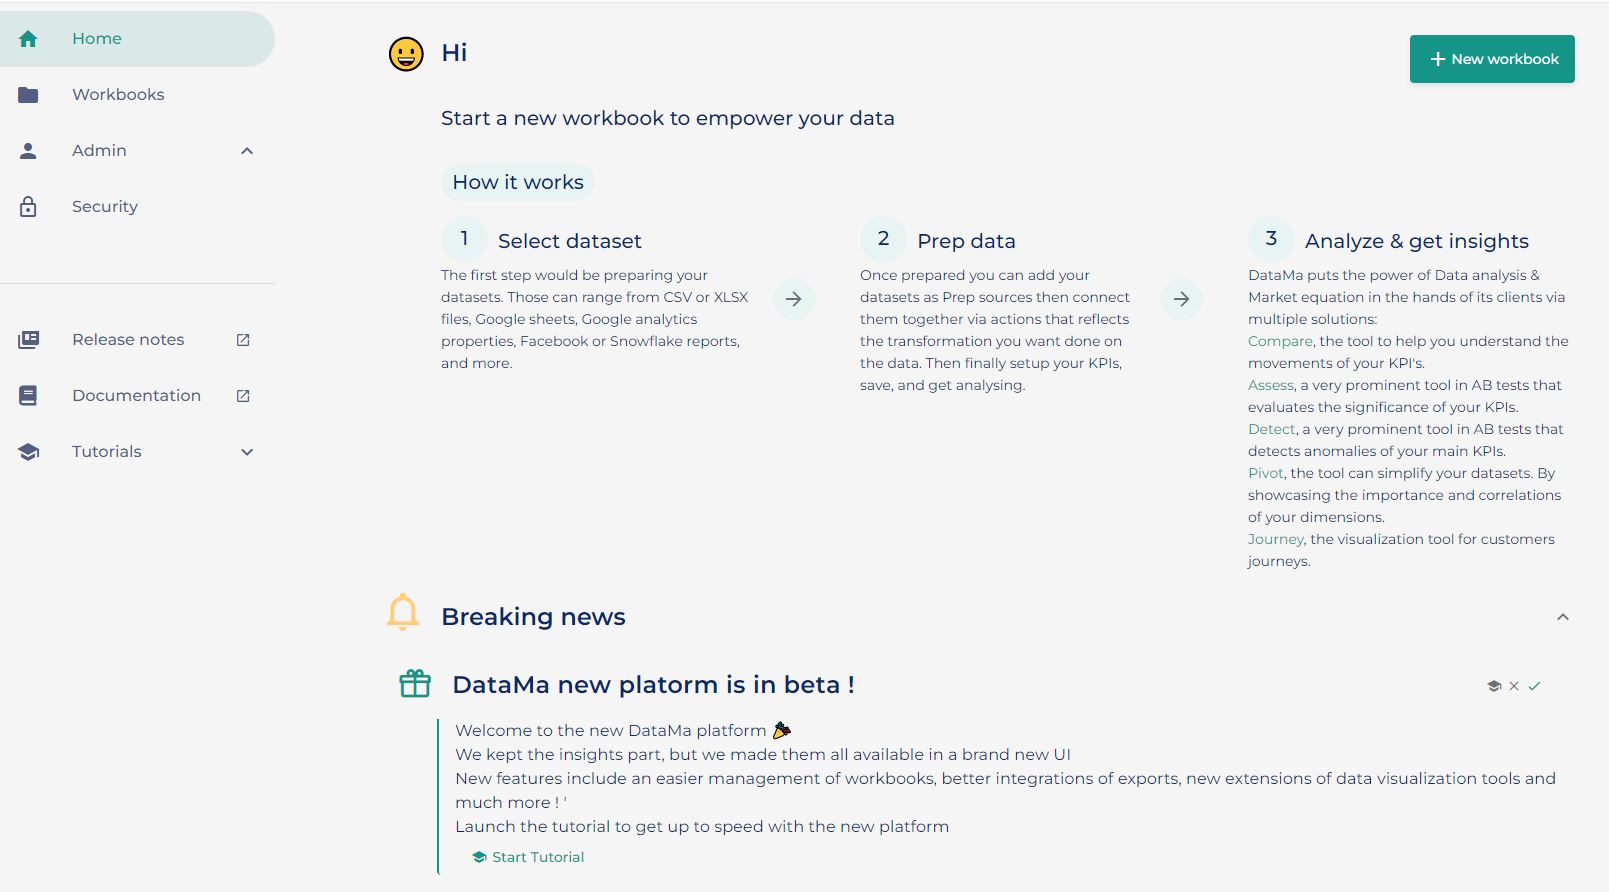 Home
Workbooks
Admin
Security
Release notes
Documentation
Tutorials
Hi
+ New workbook
Start a new workbook to empower your data
How it works
1 Select dataset
The first step would be preparing your
datasets. Those can range from CSV or XLSX
files, Google sheets, Google analytics
properties, Facebook or Snowflake reports,
and more.
2 Prep data
Once prepared you can add your
datasets as Prep sources then connect
them together via actions that reflects
the transformation you want done on
the data. Then finally setup your KPIs,
save, and get analysing.
3 Analyze & get insights
DataMa puts the power of Data analysis &
Market equation in the hands of its clients via
multiple solutions:
Compare, the tool to help you understand the
movements of your KPI's.
Assess, a very prominent tool in AB tests that
evaluates the significance of your KPIs.
Detect, a very prominent tool in AB tests that
detects anomalies of your main KPIs.
Pivot, the tool can simplify your datasets. By
showcasing the importance and correlations
of your dimensions.
Journey, the visualization tool for customers
journeys.
Breaking news
DataMa new platorm is in beta !
Welcome to the new DataMa platform 🎉
We kept the insights part, but we made them all available in a brand new UI
New features include an easier management of workbooks, better integrations of exports, new extensions of data visualization tools and
much more ! '
Launch the tutorial to get up to speed with the new platform
Start Tutorial